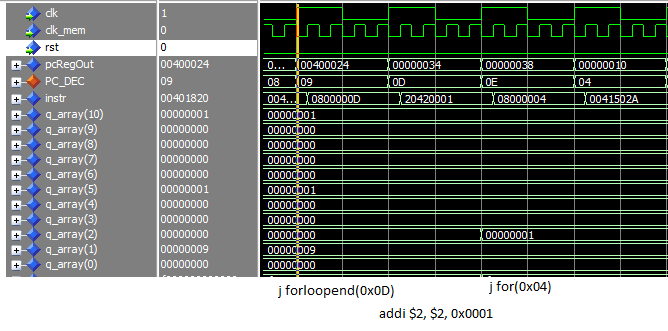 clk 1
clk_mem 0
rst 0
pcRegOut 00400024 0... 00400024 00000034 00000038 00000010
PC_DEC 09 08 09 0D 0E 04
instr 00401820 004... 0800000D 20420001 08000004 0041502A
q_array(10) 00000001 00000001
q_array(9) 00000000 00000000
q_array(8) 00000000 00000000
q_array(7) 00000000 00000000
q_array(6) 00000000 00000000
q_array(5) 00000001 00000001
q_array(4) 00000000 00000000
q_array(3) 00000000 00000000
q_array(2) 00000000 00000000 00000001
q_array(1) 00000009 00000009
q_array(0) 00000000 00000000
j forloopend(0x0D) j for(0x04)
addi $2, $2, 0x0001